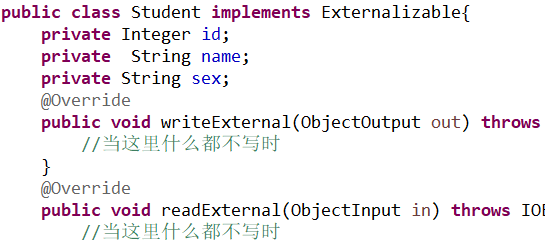 public class Student implements Externalizable{
private Integer id;
private String name;
private String sex;
@Override
public void writeExternal(ObjectOutput out) throws
//当这里什么都不写时
}
@Override
public void readExternal(ObjectInput in) throws
//当这里什么都不写时